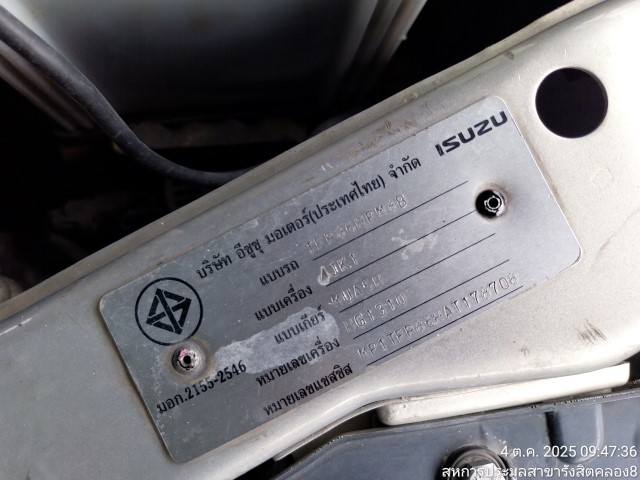 ISUZU
บริษัท อีซูซุ มอเตอร์(ประเทศไทย) จำกัด
แบบรถ
แบบเครื่อง 4JK1
แบบเกียร์
หมายเลขเครื่อง
หมายเลขแชสซิส
มอก.2155-2546
4 ต.ค. 2025 09:47:36
สหการประมูลสาขารังสิตคลอง8